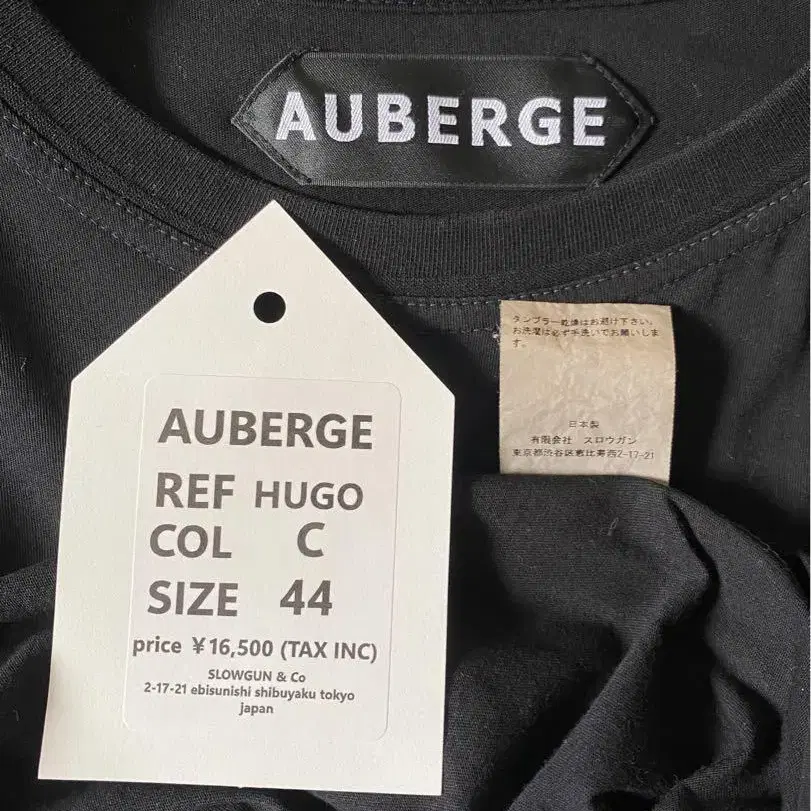 AUBERGE
AUBERGE
REF HUGO
COL C
SIZE 44
price ¥16,500 (TAX INC)
SLOWGUN & Co
2-17-21 ebisunishi shibuyaku tokyo
japan
タンブラー乾燥はお避け下さい。
お洗濯は必ず手洗いでお願いしま
す。
日本製
有限会社 スロウガン
東京都渋谷区恵比寿西2-17-21